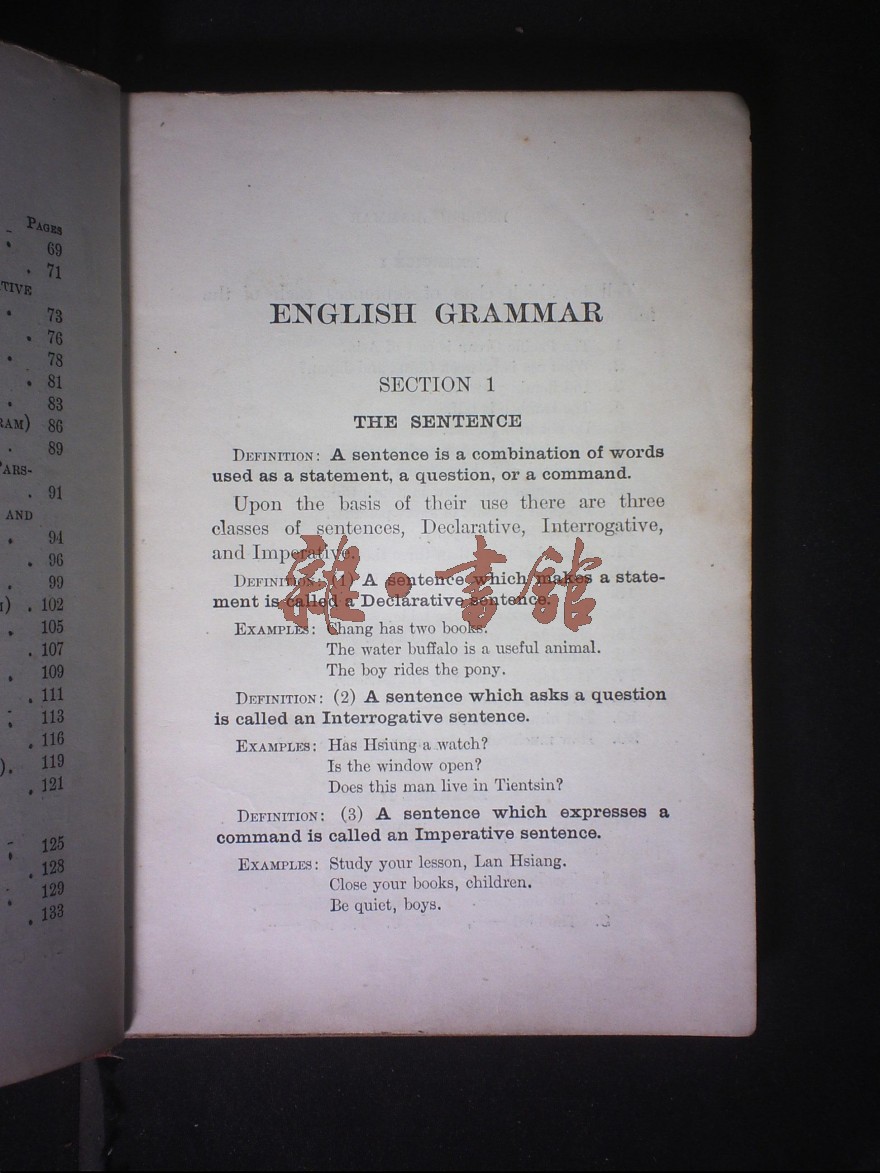 PAGES
69
71
TIVE
73
76
78
81
83
RAM) 86
89
PARS-
91
AND
94
96
99
) . 102
105
107
109
111
113
116
). 119
121
125
128
129
133
ENGLISH GRAMMAR
SECTION 1
THE SENTENCE
DEFINITION: A sentence is a combination of words
used as a statement, a question, or a command.
Upon the basis of their use there are three
classes of sentences, Declarative, Interrogative,
and Imperative.
DEFINITION: (1) A sentence which makes a state-
ment is called a Declarative sentence.
雜·書館
EXAMPLES: Chang has two books.
The water buffalo is a useful animal.
The boy rides the pony.
DEFINITION: (2) A sentence which asks a question
is called an Interrogative sentence.
EXAMPLES: Has Hsiung a watch?
Is the window open?
Does this man live in Tientsin?
DEFINITION: (3) A sentence which expresses a
command is called an Imperative sentence.
EXAMPLES: Study your lesson, Lan Hsiang.
Close your books, children.
Be quiet, boys.